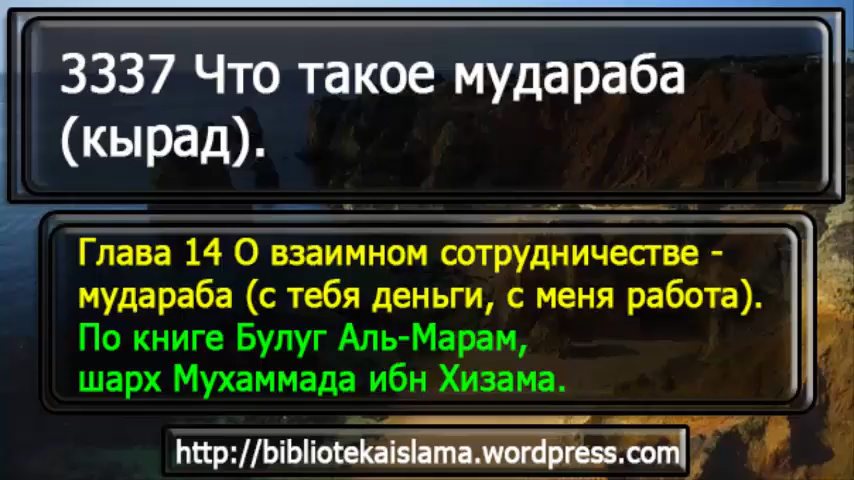 3337 Что такое мудараба
(кырад).
Глава 14 О взаимном сотрудничестве -
мудараба (с тебя деньги, с меня работа).
По книге Булуг Аль-Марам,
шарх Мухаммада ибн Хизама.
http://bibliotekaislama.wordpress.com